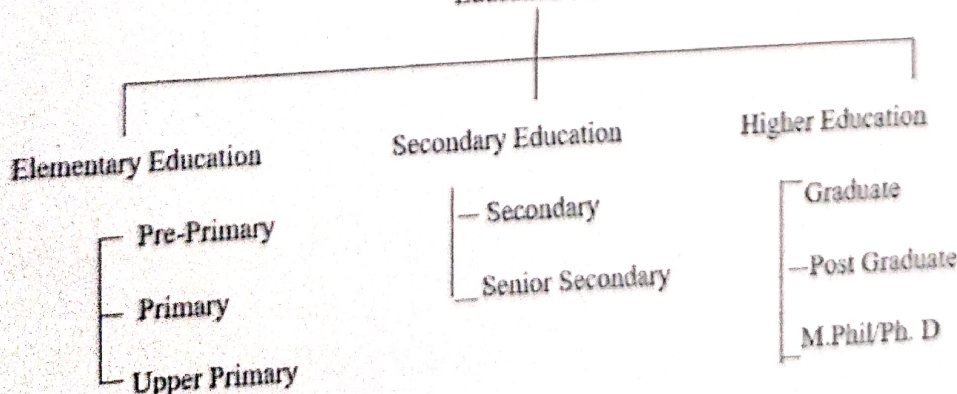 Elementary Education
Secondary Education
Higher Education
Pre-Primary
Primary
Upper Primary
Secondary
Senior Secondary
Graduate
Post Graduate
M.Phil/Ph. D